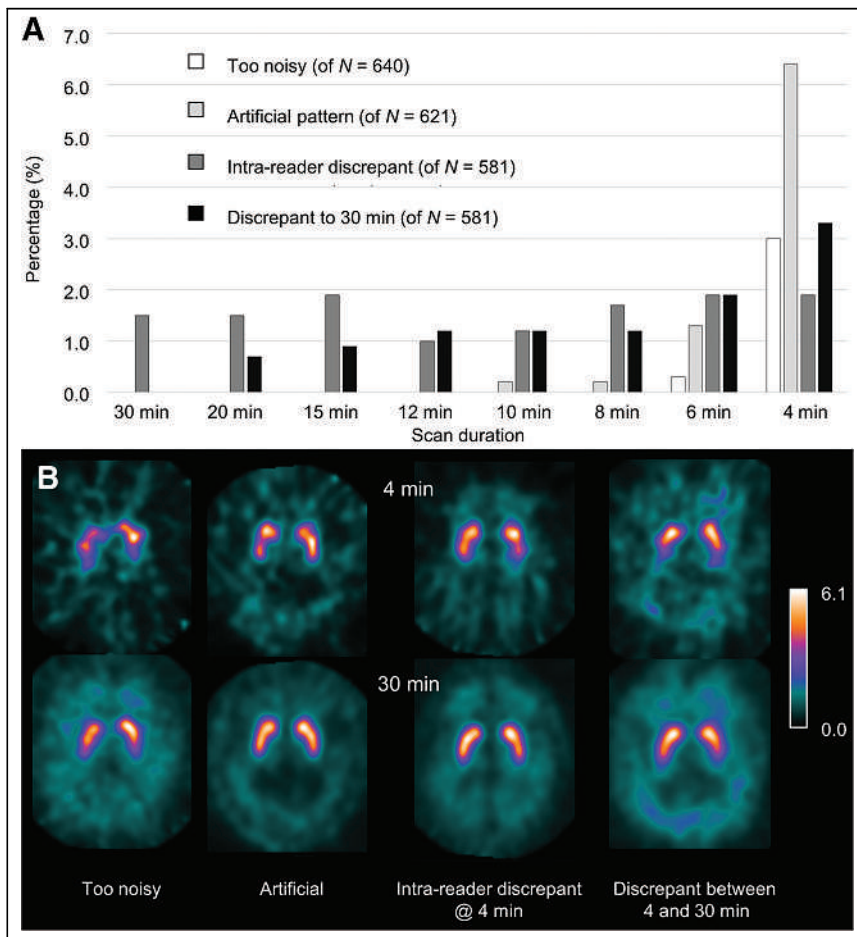 A
7.0
6.0
5.0
4.0
3.0
2.0
1.0
0.0
Percentage (%)
Too noisy (of N = 640)
Artificial pattern (of N = 621)
Intra-reader discrepant (of N = 581)
Discrepant to 30 min (of N = 581)
30 min
20 min
15 min
12 min
10 min
8 min
6 min
4 min
Scan duration
B
4 min
30 min
6.1
0.0
Too noisy
Artificial
Intra-reader discrepant
@ 4 min
Discrepant between
4 and 30 min